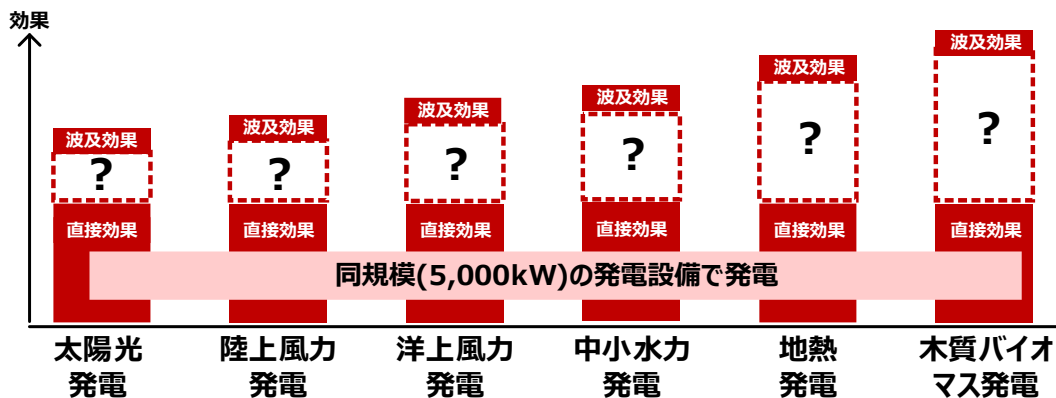 効果
波及効果
波及効果
波及効果
波及効果
波及効果
波及効果
?
?
?
?
?
?
直接効果
直接効果
直接効果
直接効果
直接効果
直接効果
同規模(5,000kW)の発電設備で発電
太陽光
発電
陸上風力
発電
洋上風力
発電
中小水力
発電
地熱
発電
木質バイオ
マス発電